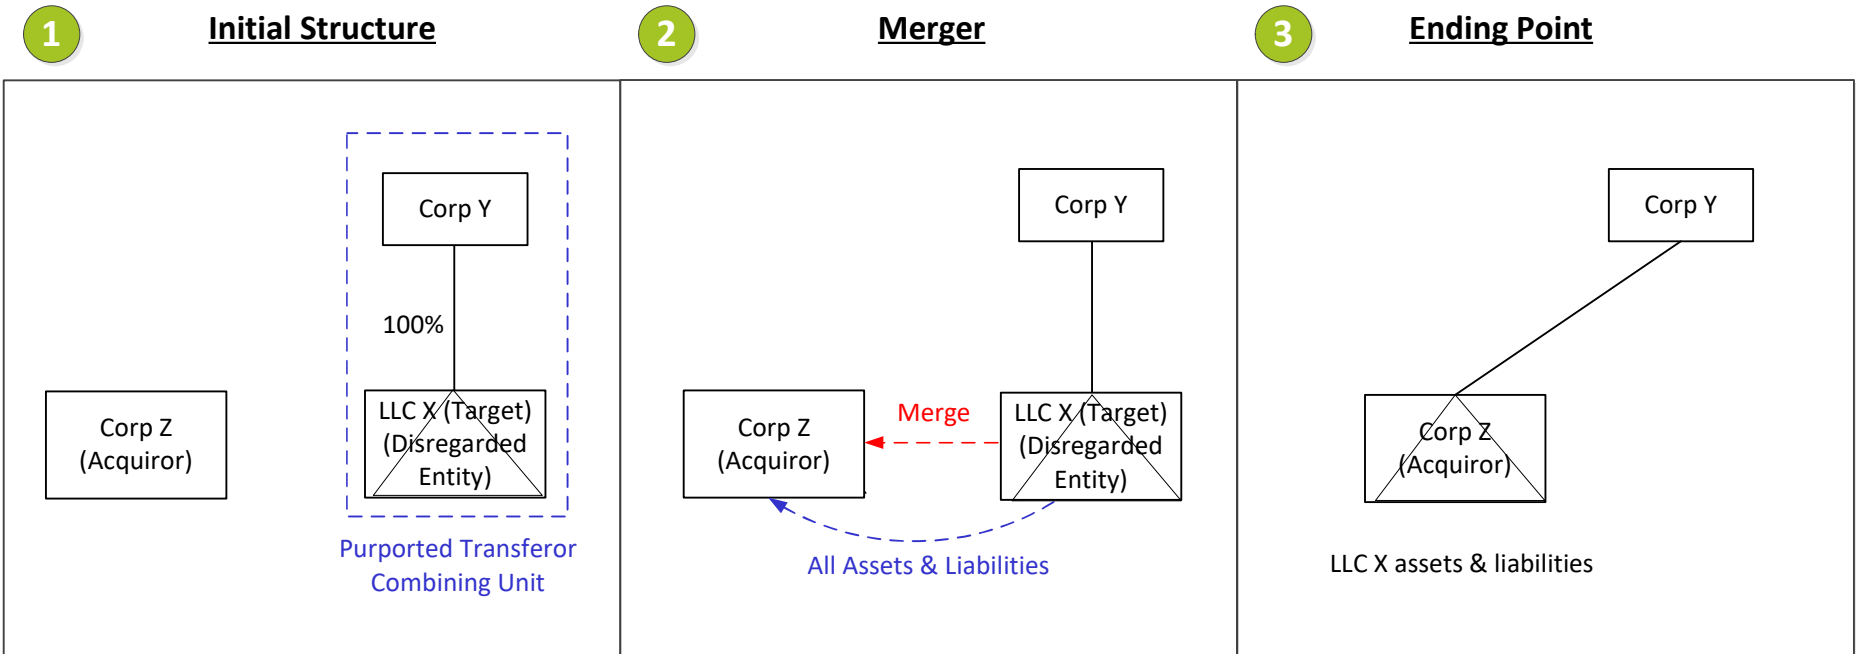 1
Initial Structure
2
Merger
3
Ending Point
Corp Y
100%
Corp Z
(Acquiror)
LLC X (Target)
(Disregarded
Entity)
Purported Transferor
Combining Unit
Corp Y
Corp Z
(Acquiror)
Merge
LLC X (Target)
(Disregarded
Entity)
All Assets & Liabilities
Corp Y
Corp Z
(Acquiror)
LLC X assets & liabilities